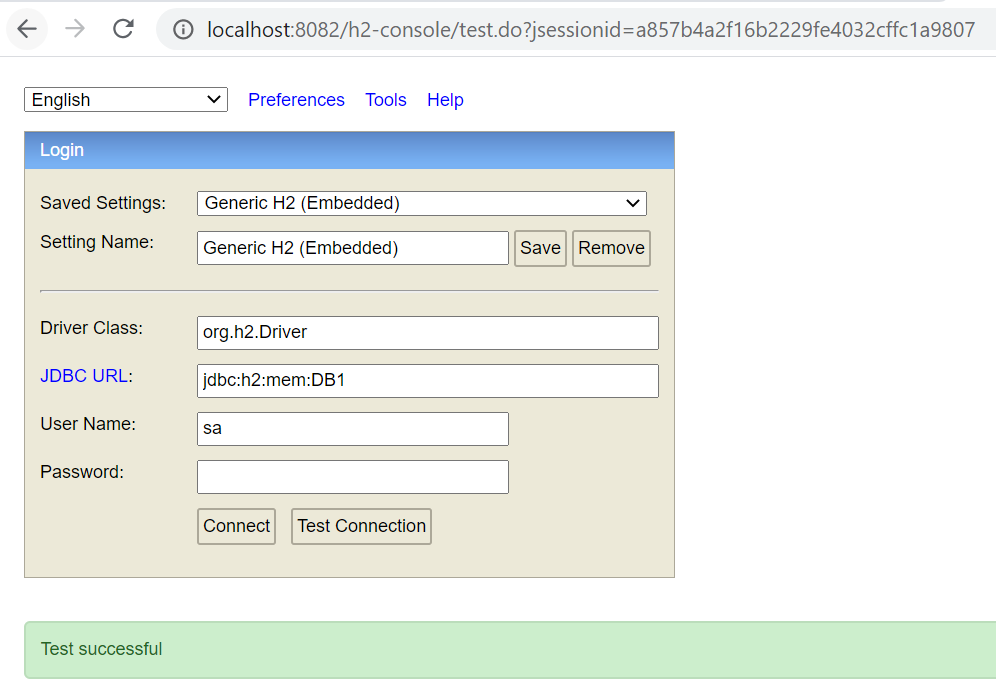 localhost:8082/h2-console/test.do?jsessionid=a857b4a2f16b2229fe4032cffc1a9807
English Preferences Tools Help
Login
Saved Settings: Generic H2 (Embedded)
Setting Name: Generic H2 (Embedded) Save Remove
Driver Class: org.h2.Driver
JDBC URL: jdbc:h2:mem:DB1
User Name: sa
Password:
Connect Test Connection
Test successful